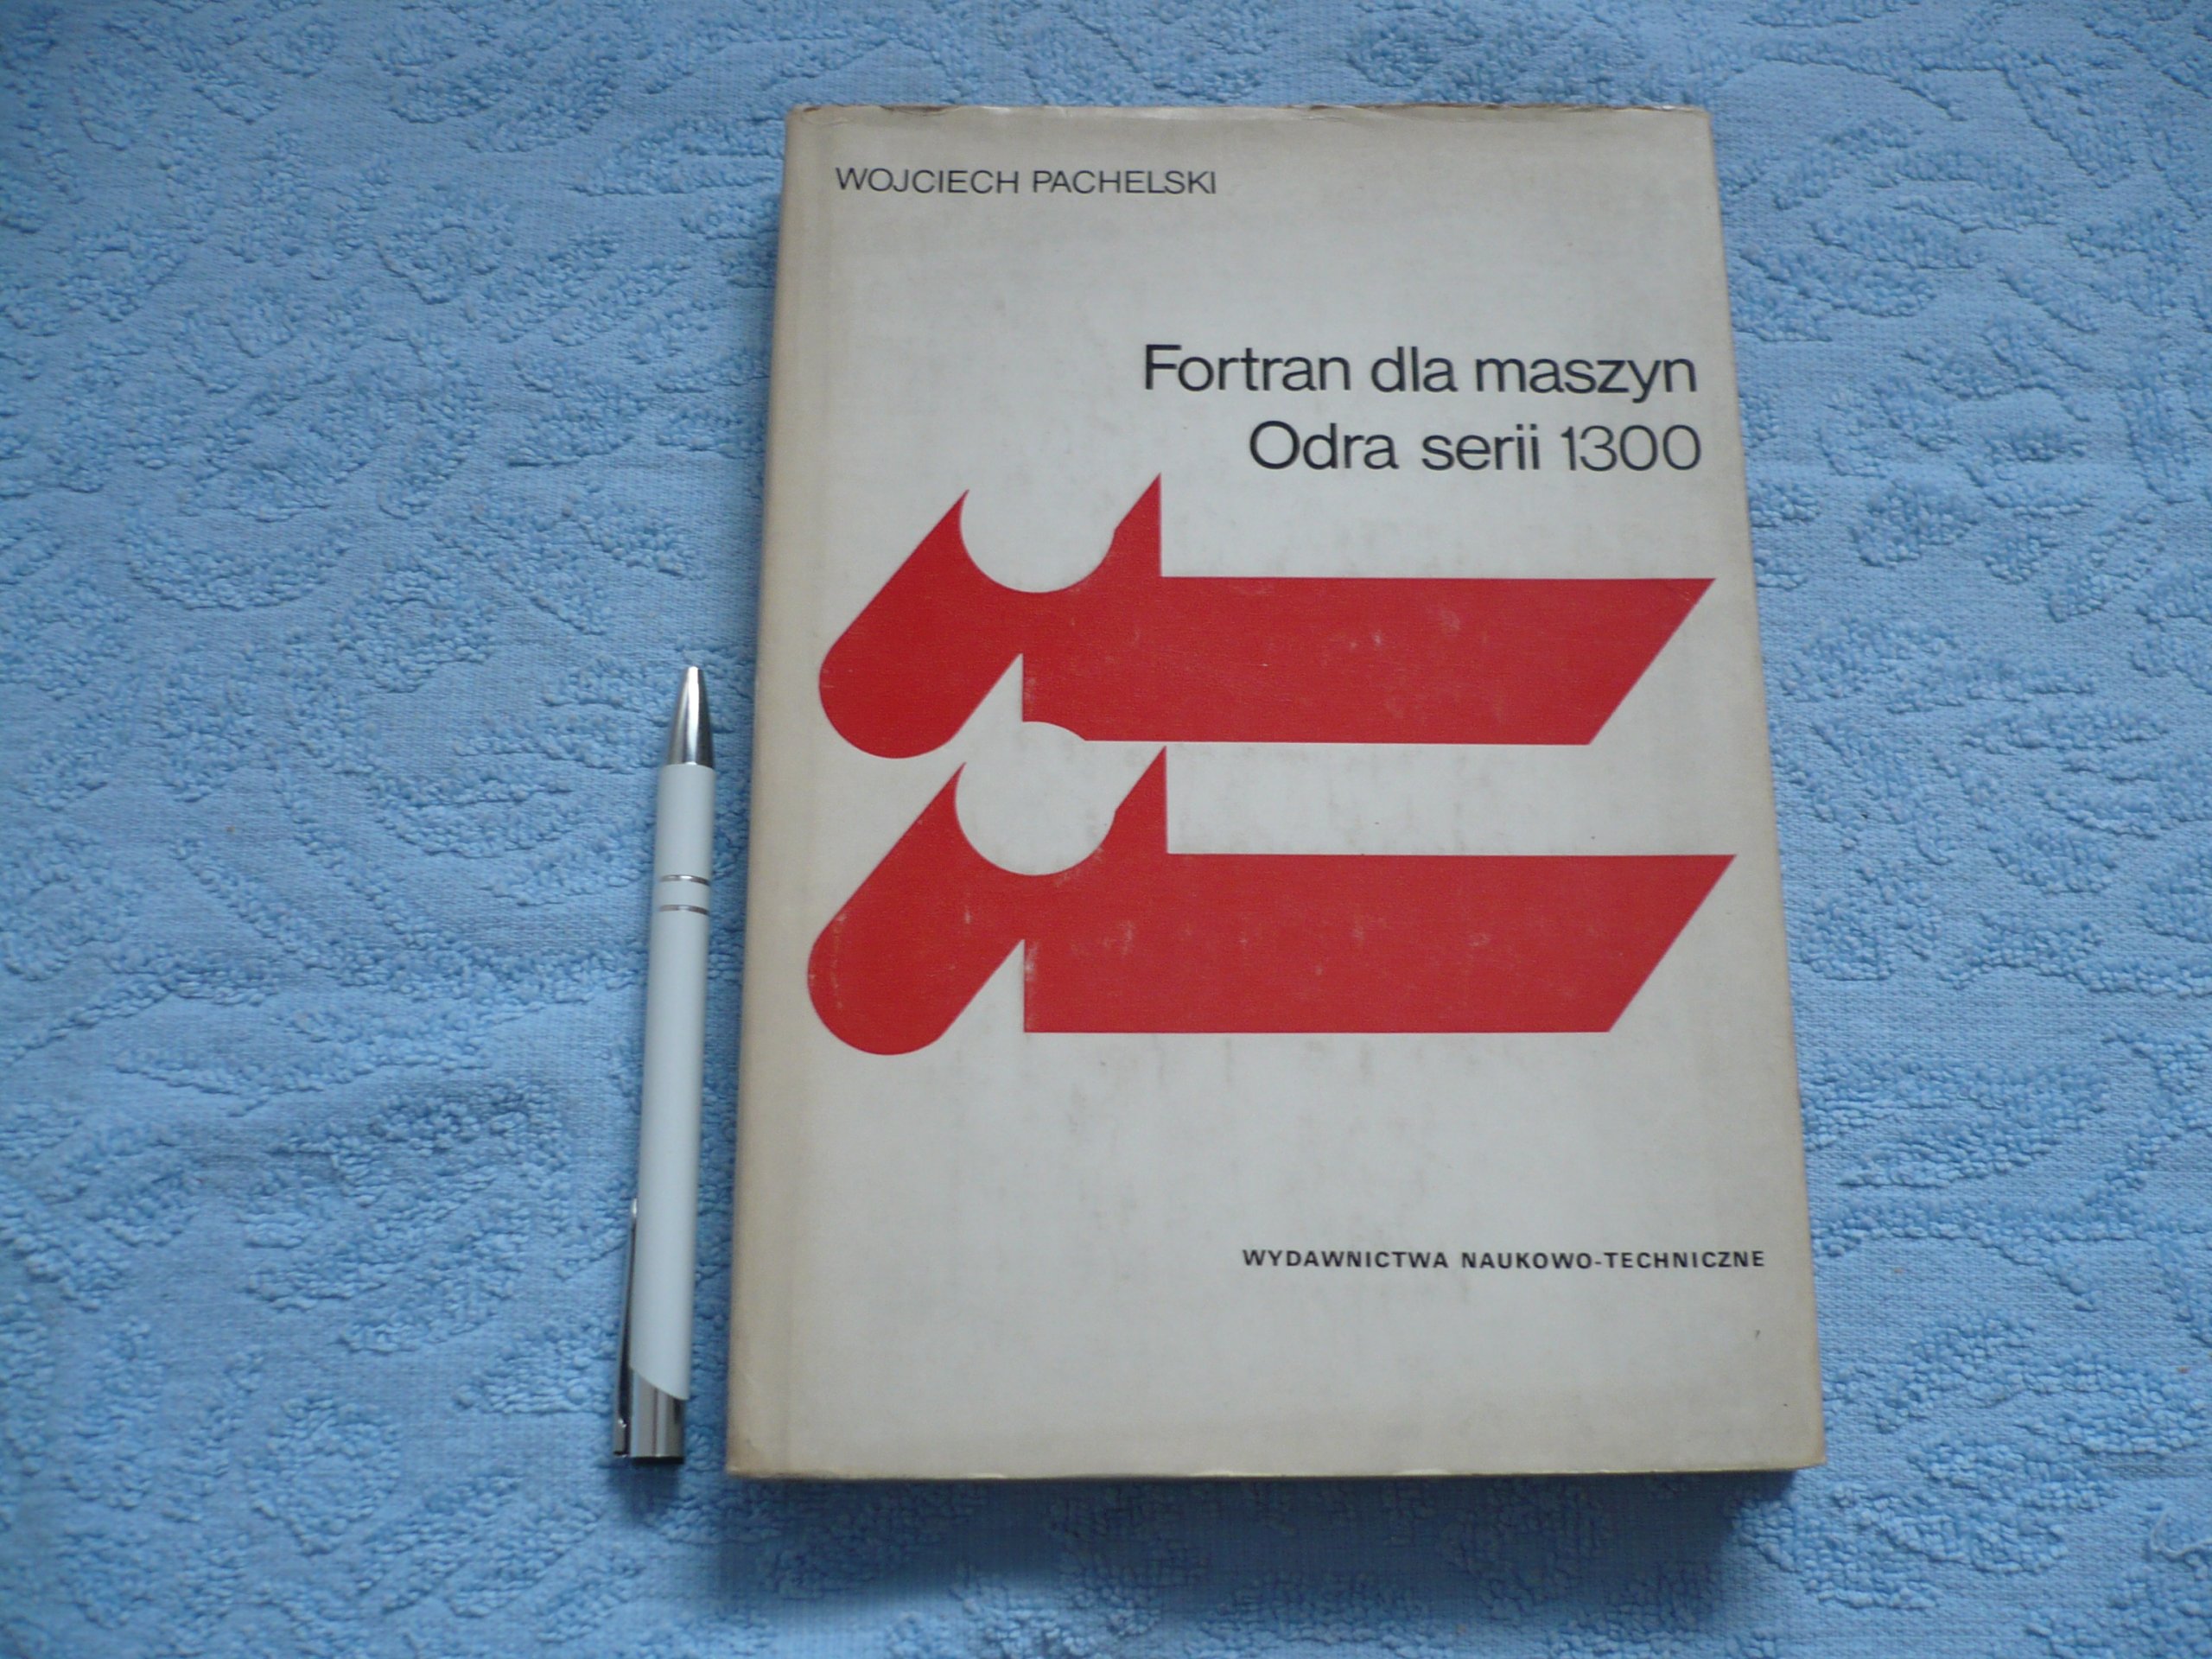 WOJCIECH PACHELSKI
Fortran dla maszyn
Odra serii 1300
WYDAWNICTWA NAUKOWO-TECHNICZNE